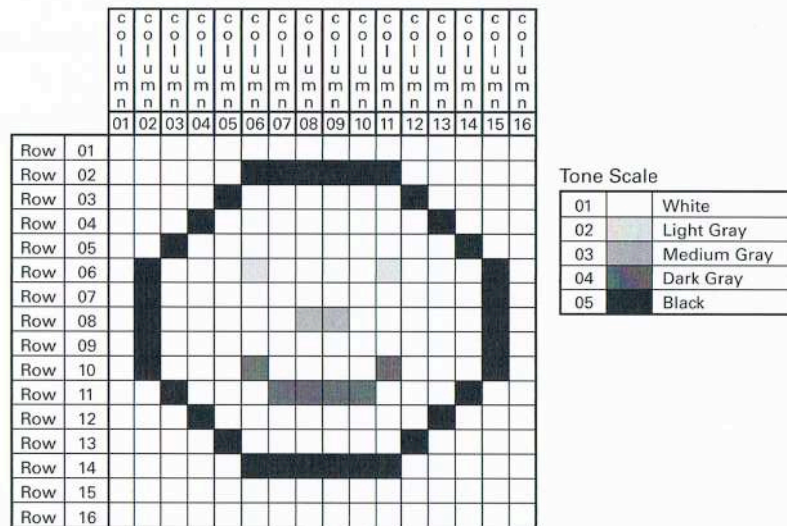 column column column column column column column column column column column column column column column column
01 02 03 04 05 06 07 08 09 10 11 12 13 14 15 16
Row 01
Row 02
Row 03
Row 04
Row 05
Row 06
Row 07
Row 08
Row 09
Row 10
Row 11
Row 12
Row 13
Row 14
Row 15
Row 16
Tone Scale
01 White
02 Light Gray
03 Medium Gray
04 Dark Gray
05 Black